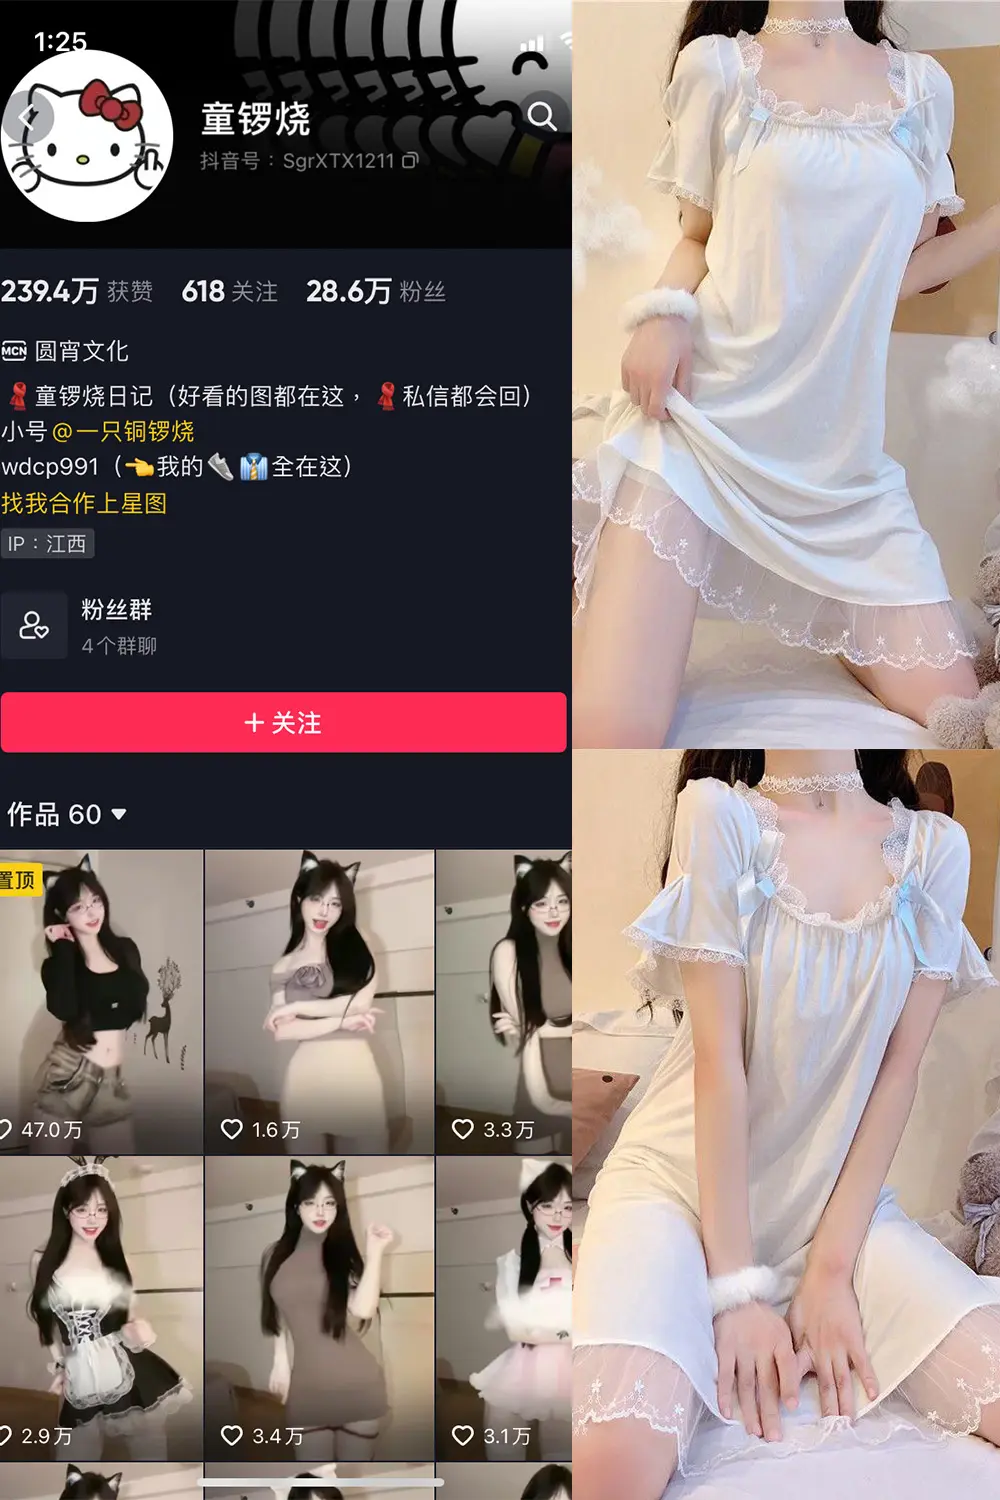 1:25
童锣烧
抖音号：SgrXTX1211
239.4万 获赞 618 关注 28.6万 粉丝
MCN 圆宵文化
童锣烧日记（好看的图都在这，私信都会回）
小号@一只铜锣烧
wdcp991（👈我的👟👔全在这）
找我合作上星图
IP：江西
粉丝群
4个群聊
+ 关注
作品 60
置顶
47.0万 1.6万 3.3万
2.9万 3.4万 3.1万